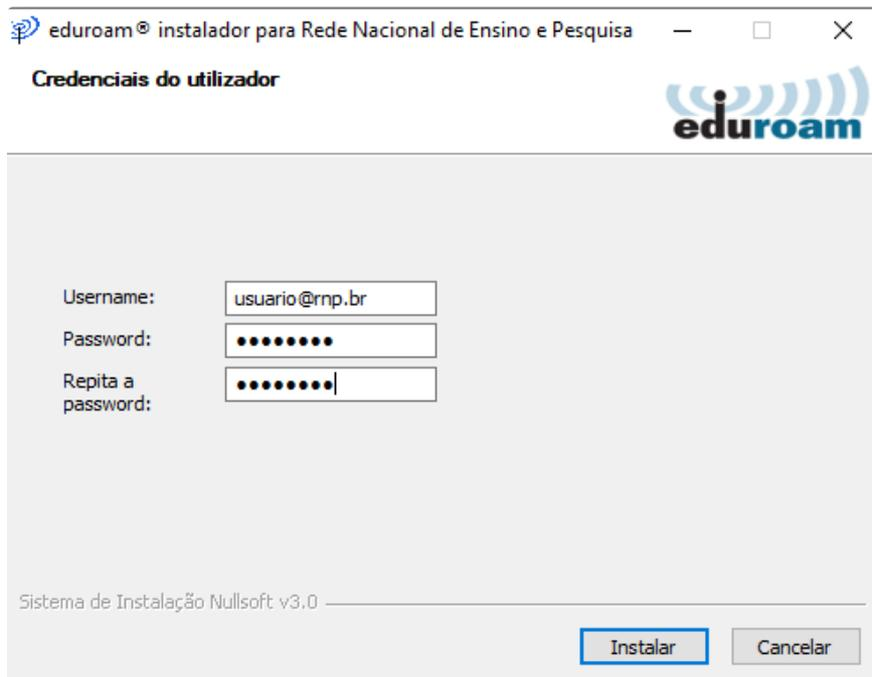 eduroam® instalador para Rede Nacional de Ensino e Pesquisa
Credenciais do utilizador
eduroam
Username:
usuario@rnp.br
Password:
●●●●●●●●
Repita a
password:
●●●●●●●●
Sistema de Instalação Nullsoft v3.0
Instalar
Cancelar